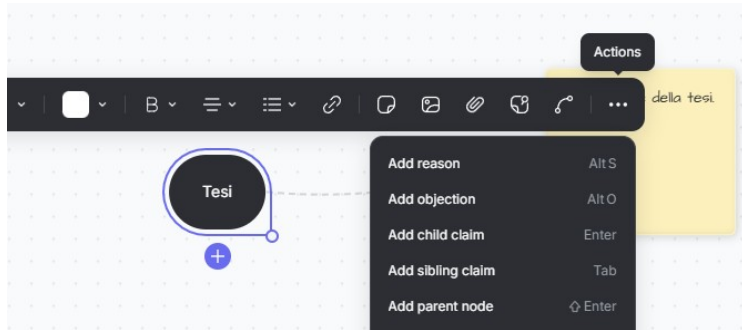 Actions
B
della tesi.
Tesi
Add reason Alt S
Add objection Alt O
Add child claim Enter
Add sibling claim Tab
Add parent node ⇧ Enter